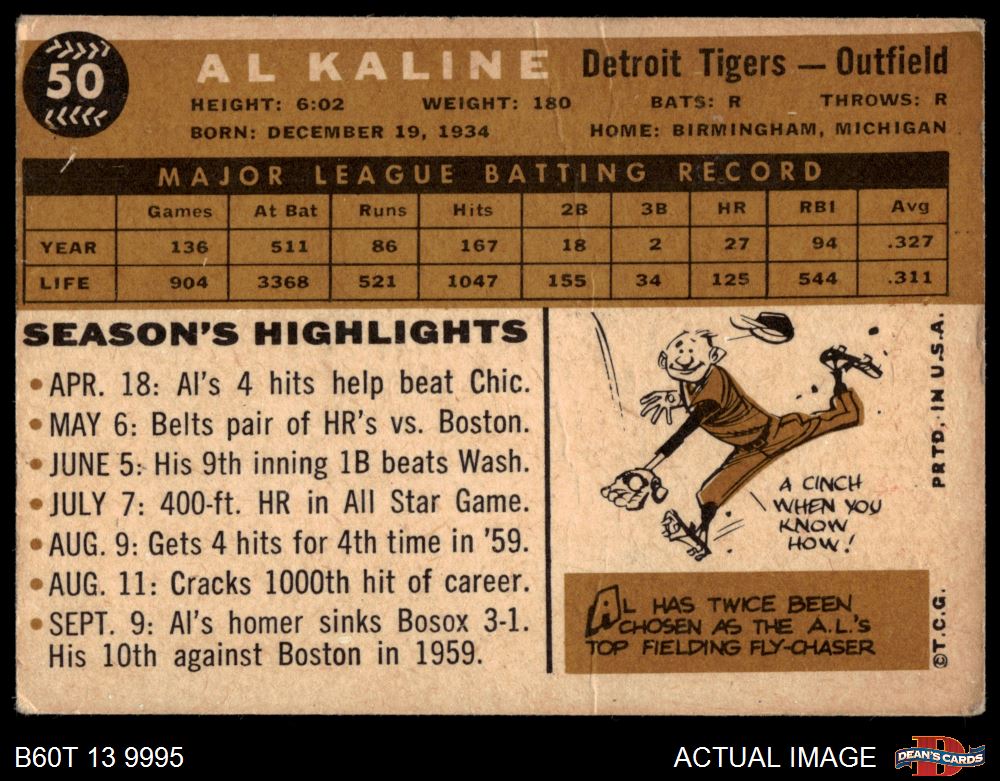 50
AL KALINE Detroit Tigers — Outfield
HEIGHT: 6:02 WEIGHT: 180 BATS: R THROWS: R
BORN: DECEMBER 19, 1934 HOME: BIRMINGHAM, MICHIGAN
MAJOR LEAGUE BATTING RECORD
Games At Bat Runs Hits 2B 3B HR RBI Avg
YEAR 136 511 86 167 18 2 27 94 .327
LIFE 904 3368 521 1047 155 34 125 544 .311
SEASON'S HIGHLIGHTS
• APR. 18: Al's 4 hits help beat Chic.
• MAY 6: Belts pair of HR's vs. Boston.
• JUNE 5: His 9th inning 1B beats Wash.
• JULY 7: 400-ft. HR in All Star Game.
• AUG. 9: Gets 4 hits for 4th time in '59.
• AUG. 11: Cracks 1000th hit of career.
• SEPT. 9: Al's homer sinks Bosox 3-1.
His 10th against Boston in 1959.
A CINCH
WHEN YOU
KNOW
HOW!
AL HAS TWICE BEEN
CHOSEN AS THE A.L.'S
TOP FIELDING FLY-CHASER
©T.C.G. PRTD. IN U.S.A.
B60T 13 9995 ACTUAL IMAGE
D
DEAN'S CARDS